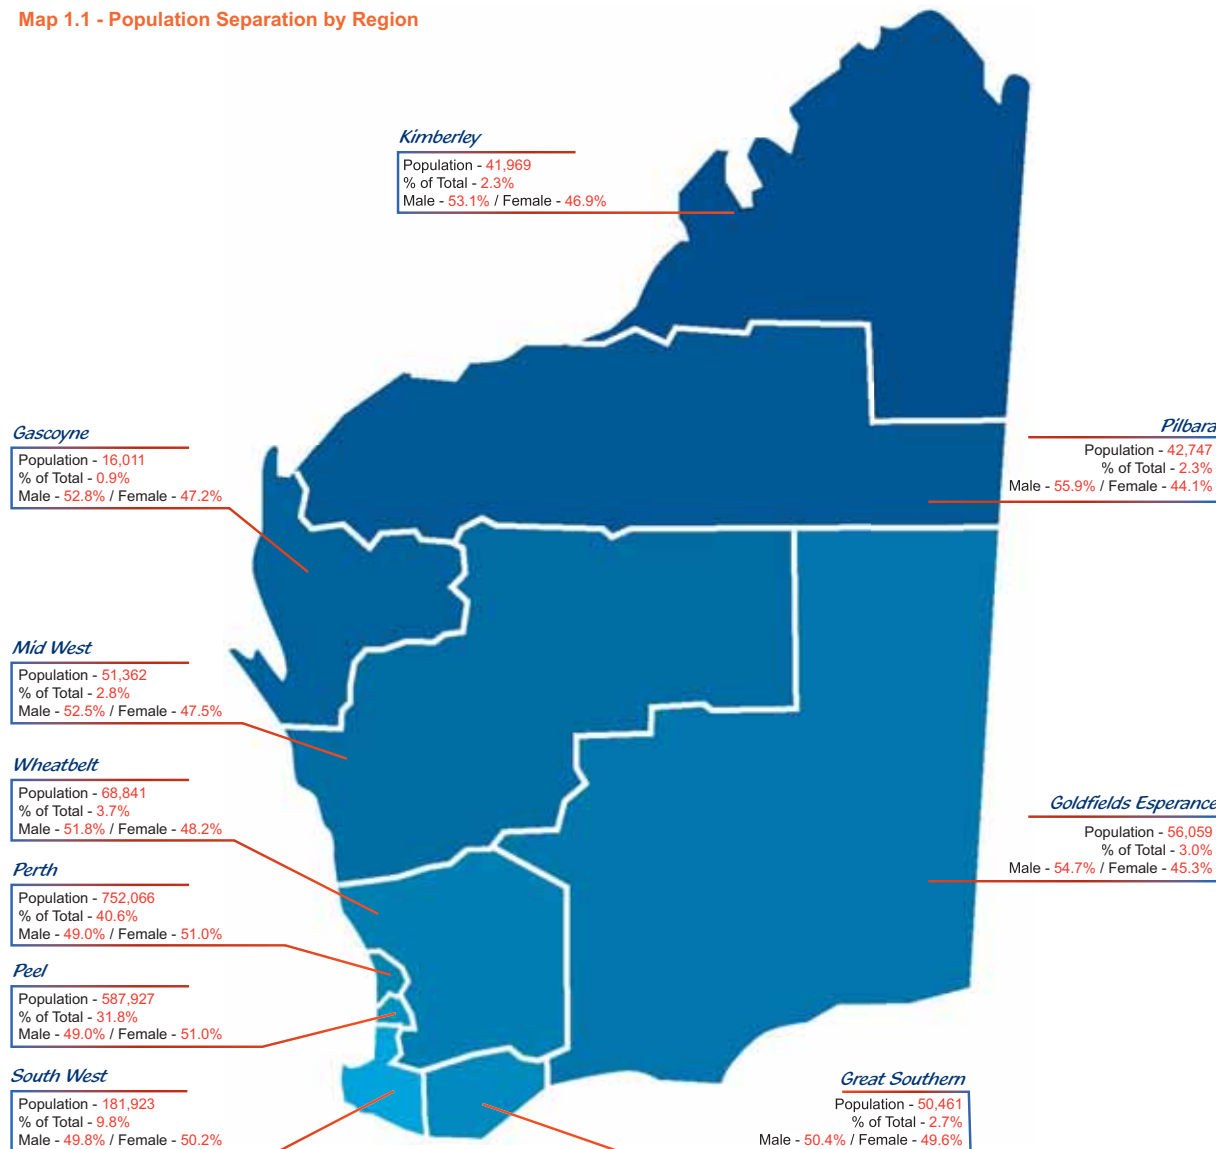 Map 1.1 - Population Separation by Region
Kimberley
Population - 41,969
% of Total - 2.3%
Male - 53.1% / Female - 46.9%
Gascoyne
Population - 16,011
% of Total - 0.9%
Male - 52.8% / Female - 47.2%
Pilbara
Population - 42,747
% of Total - 2.3%
Male - 55.9% / Female - 44.1%
Mid West
Population - 51,362
% of Total - 2.8%
Male - 52.5% / Female - 47.5%
Wheatbelt
Population - 68,841
% of Total - 3.7%
Male - 51.8% / Female - 48.2%
Goldfields Esperance
Population - 56,059
% of Total - 3.0%
Male - 54.7% / Female - 45.3%
Perth
Population - 752,066
% of Total - 40.6%
Male - 49.0% / Female - 51.0%
Peel
Population - 587,927
% of Total - 31.8%
Male - 49.0% / Female - 51.0%
South West
Population - 181,923
% of Total - 9.8%
Male - 49.8% / Female - 50.2%
Great Southern
Population - 50,461
% of Total - 2.7%
Male - 50.4% / Female - 49.6%